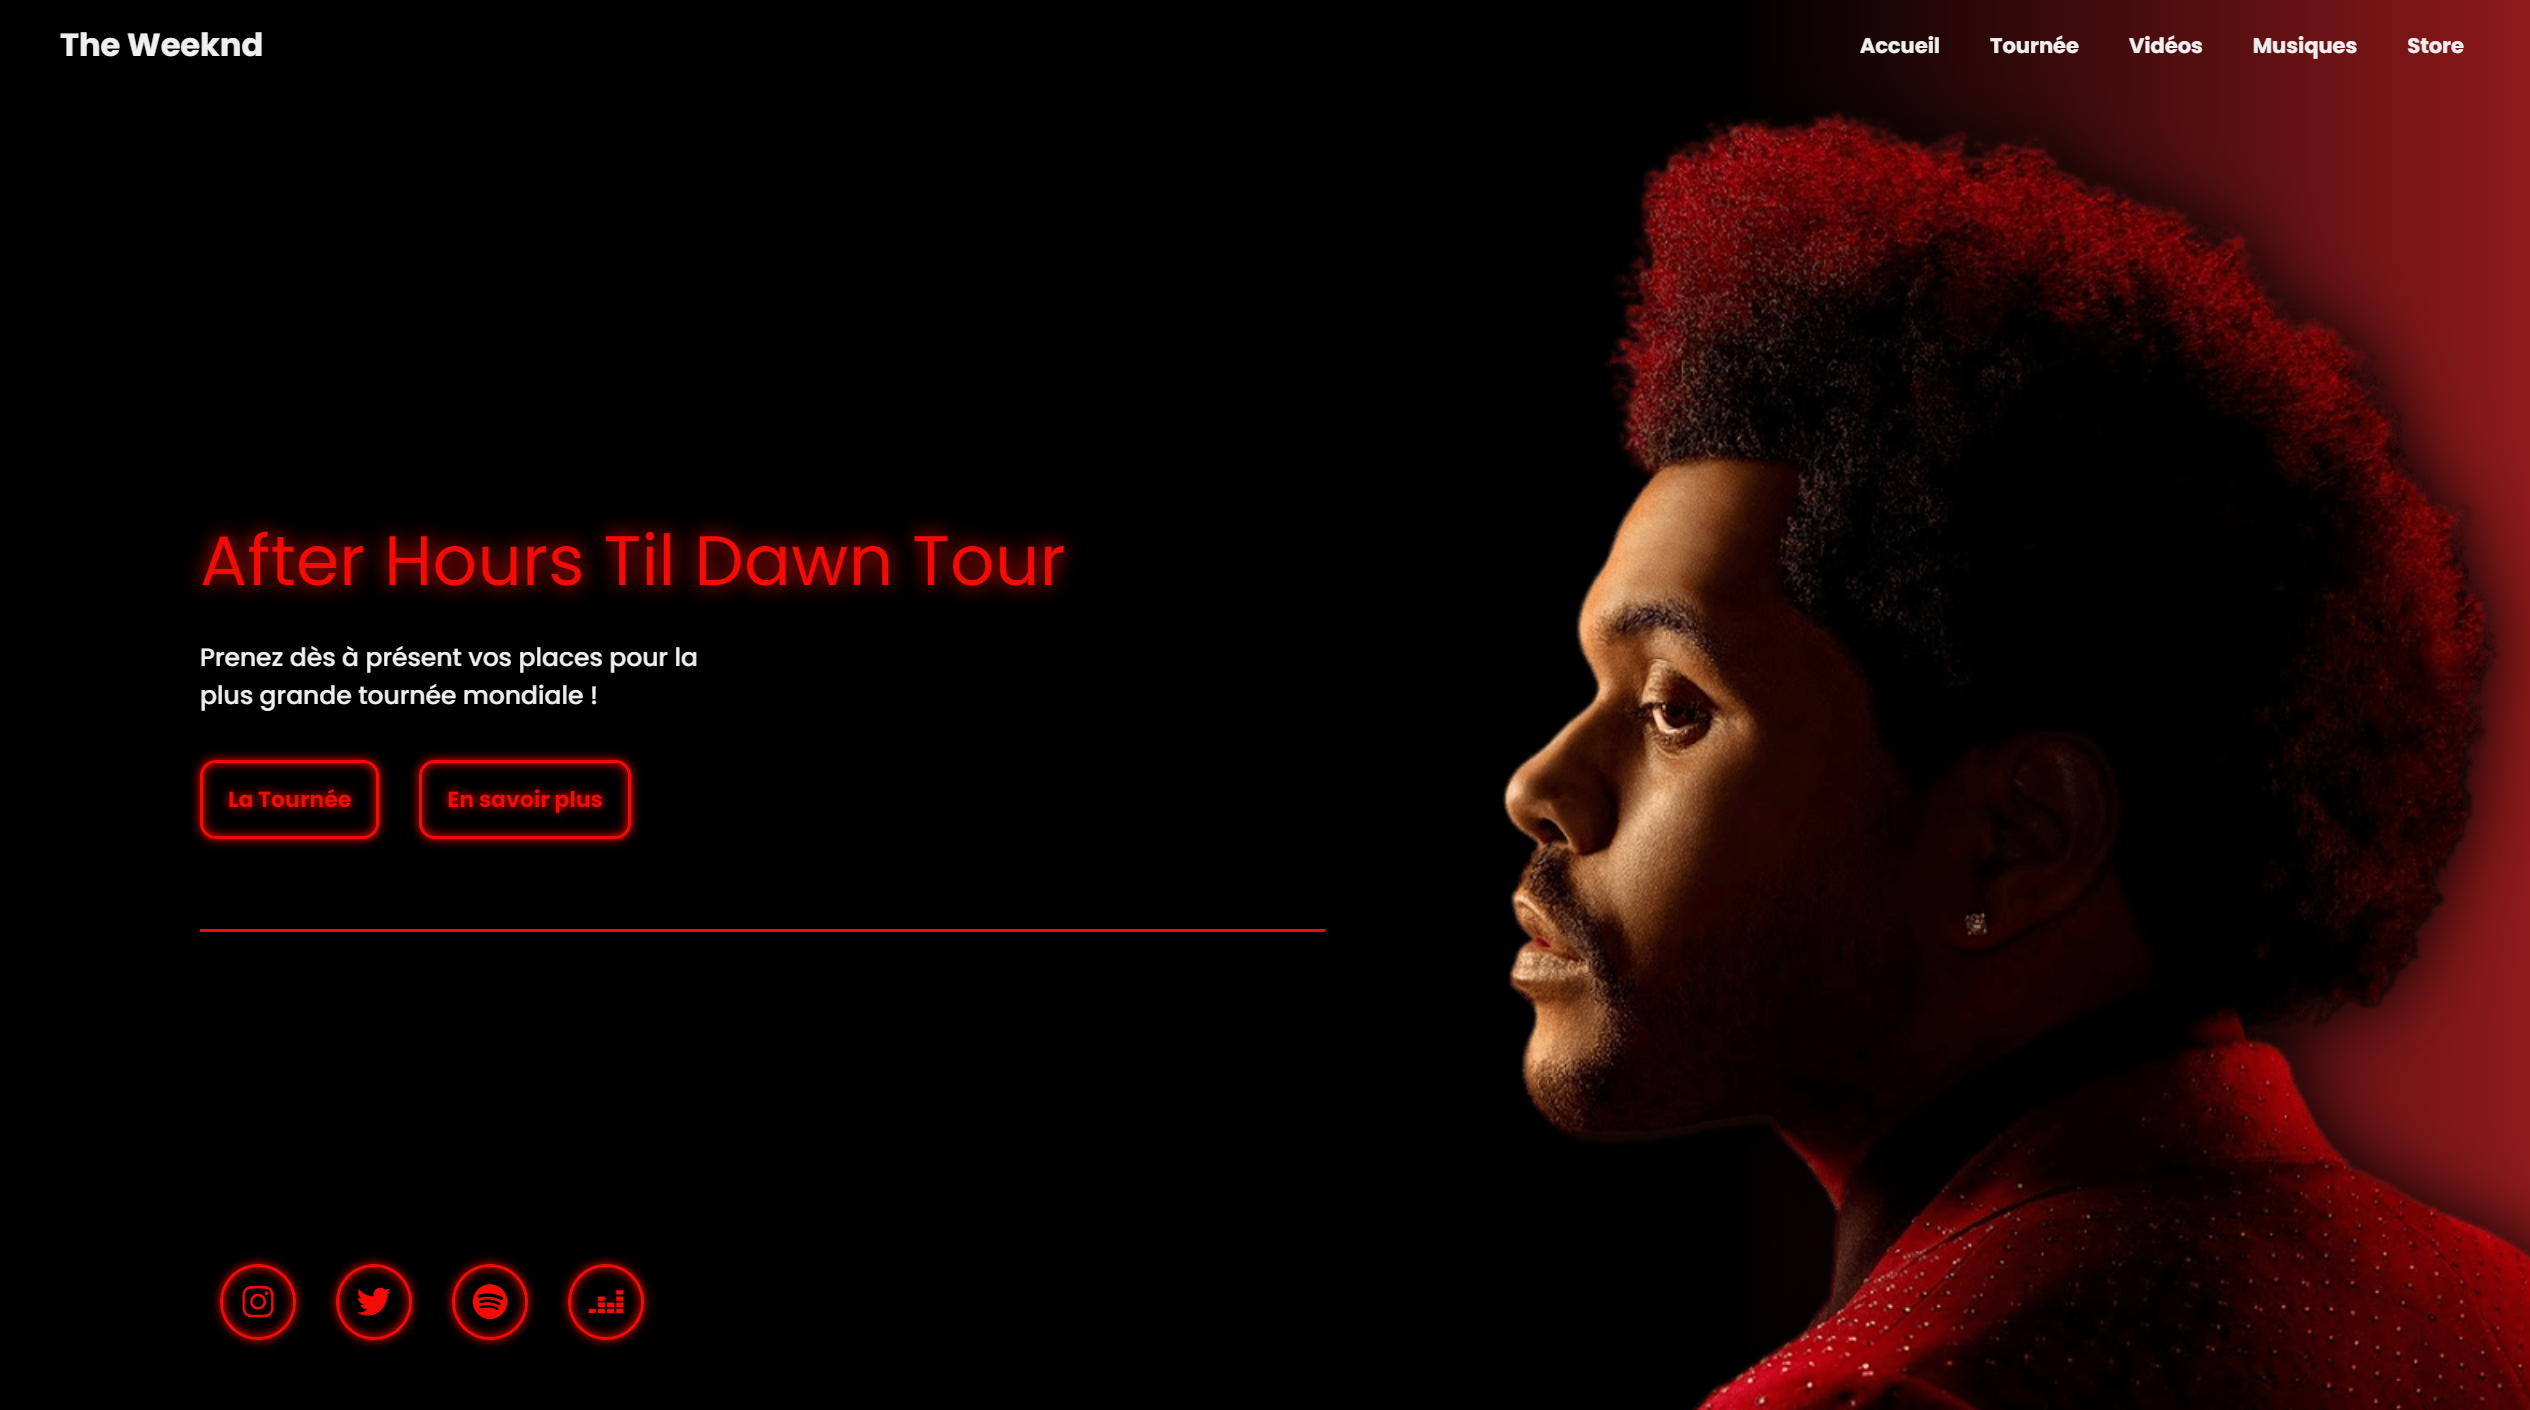 The Weeknd
Accueil Tournée Vidéos Musiques Store
After Hours Til Dawn Tour
Prenez dès à présent vos places pour la
plus grande tournée mondiale !
La Tournée En savoir plus